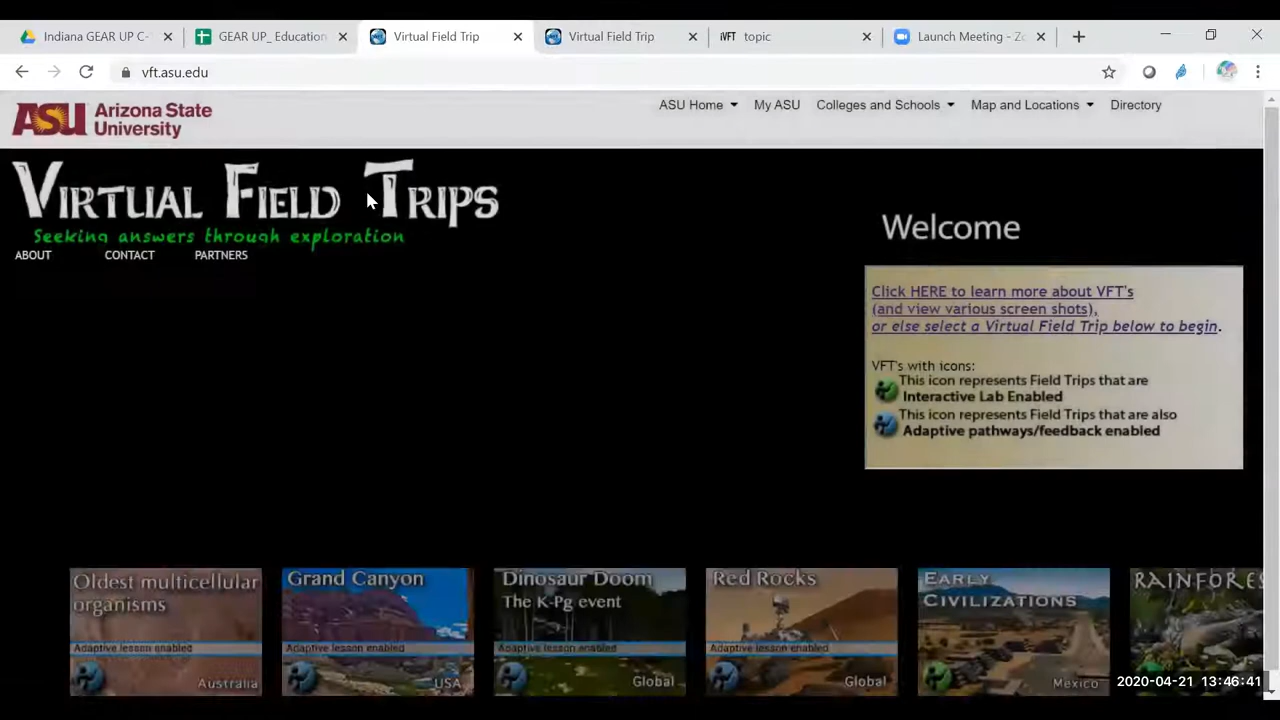 Indiana GEAR UP C-
GEAR UP_ Education
Virtual Field Trip
Virtual Field Trip
iVFT topic
Launch Meeting - Zo
vft.asu.edu
ASU Arizona State University
ASU Home
My ASU
Colleges and Schools
Map and Locations
Directory
VIRTUAL FIELD TRIPS
Seeking answers through exploration
ABOUT
CONTACT
PARTNERS
Welcome
Click HERE to learn more about VFT's
(and view various screen shots),
or else select a Virtual Field Trip below to begin.
VFT's with icons:
This icon represents Field Trips that are
Interactive Lab Enabled
This icon represents Field Trips that are also
Adaptive pathways/feedback enabled
Oldest multicellular
organisms
Adaptive lesson enabled
Australia
Grand Canyon
Adaptive lesson enabled
USA
Dinosaur Doom
The K-Pg event
Adaptive lesson enabled
Global
Red Rocks
Adaptive lesson enabled
Global
EARLY
CIVILIZATIONS
Mexico
RAINFORES
2020-04-21 13:46:41